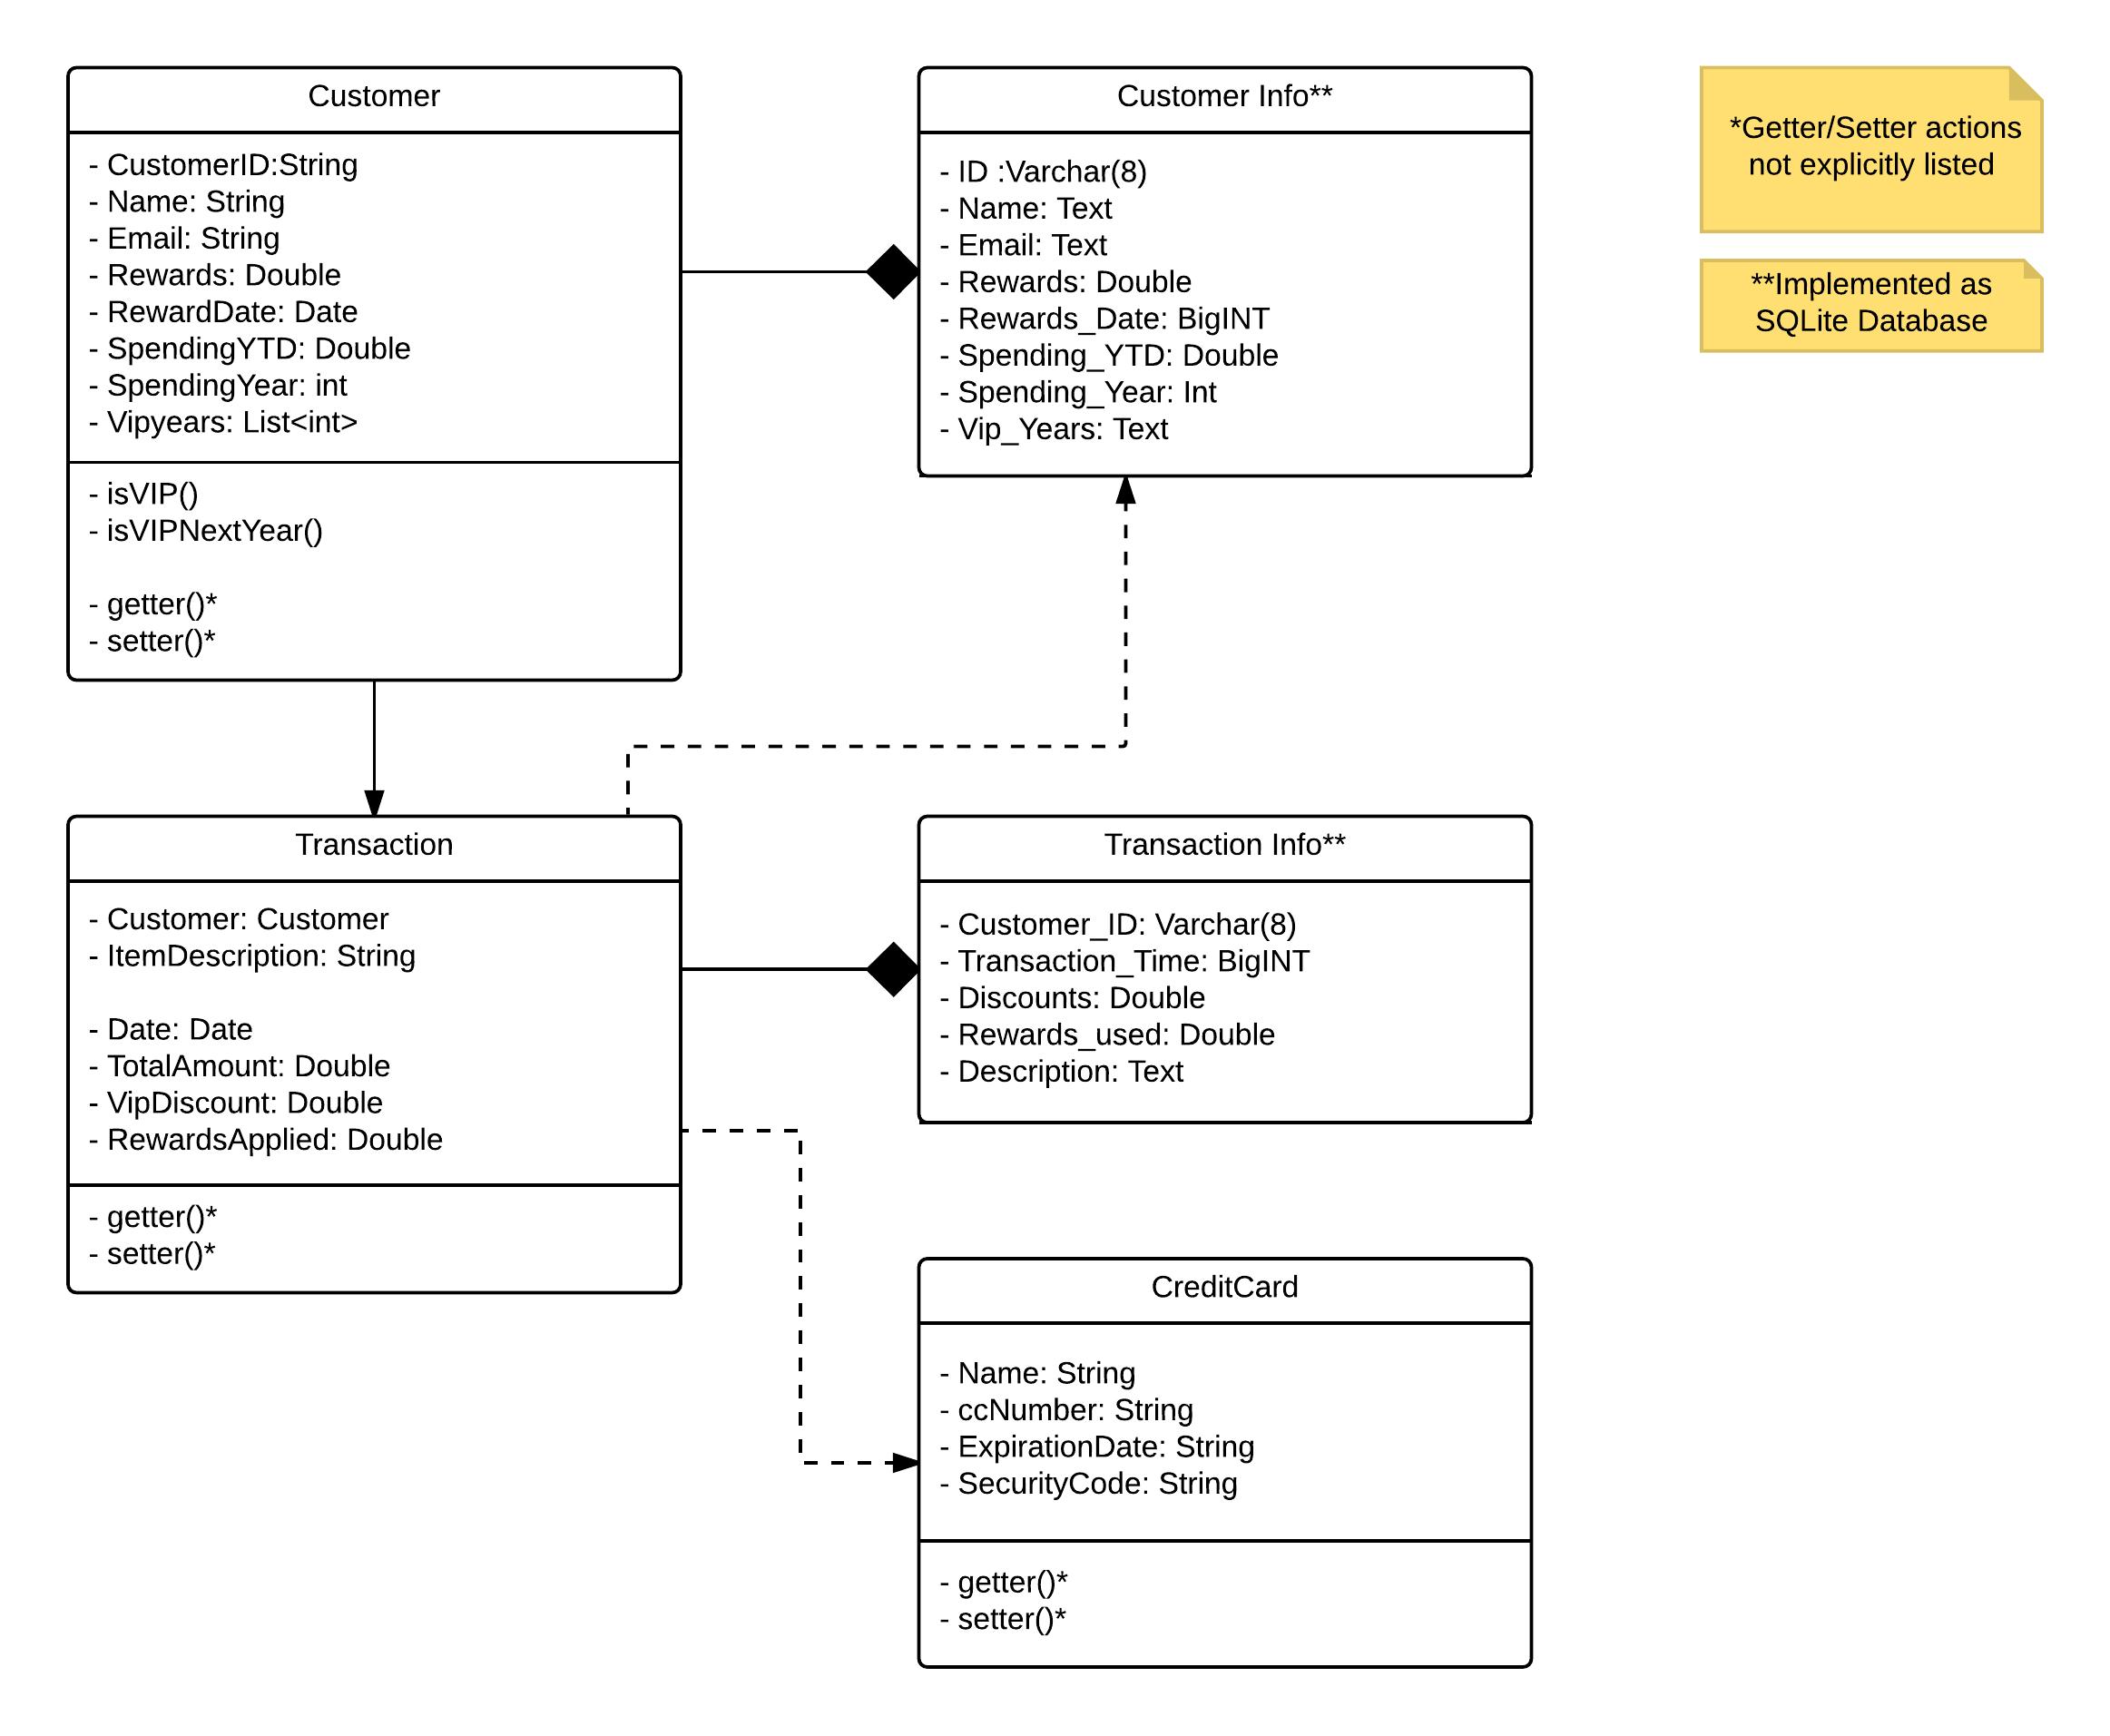 Customer
- CustomerID:String
- Name: String
- Email: String
- Rewards: Double
- RewardDate: Date
- SpendingYTD: Double
- SpendingYear: int
- Vipyears: List<int>
- isVIP()
- isVIPNextYear()
- getter()*
- setter()*
Customer Info**
- ID :Varchar(8)
- Name: Text
- Email: Text
- Rewards: Double
- Rewards_Date: BigINT
- Spending_YTD: Double
- Spending_Year: Int
- Vip_Years: Text
*Getter/Setter actions
not explicitly listed
**Implemented as
SQLite Database
Transaction
- Customer: Customer
- ItemDescription: String
- Date: Date
- TotalAmount: Double
- VipDiscount: Double
- RewardsApplied: Double
- getter()*
- setter()*
Transaction Info**
- Customer_ID: Varchar(8)
- Transaction_Time: BigINT
- Discounts: Double
- Rewards_used: Double
- Description: Text
CreditCard
- Name: String
- ccNumber: String
- ExpirationDate: String
- SecurityCode: String
- getter()*
- setter()*